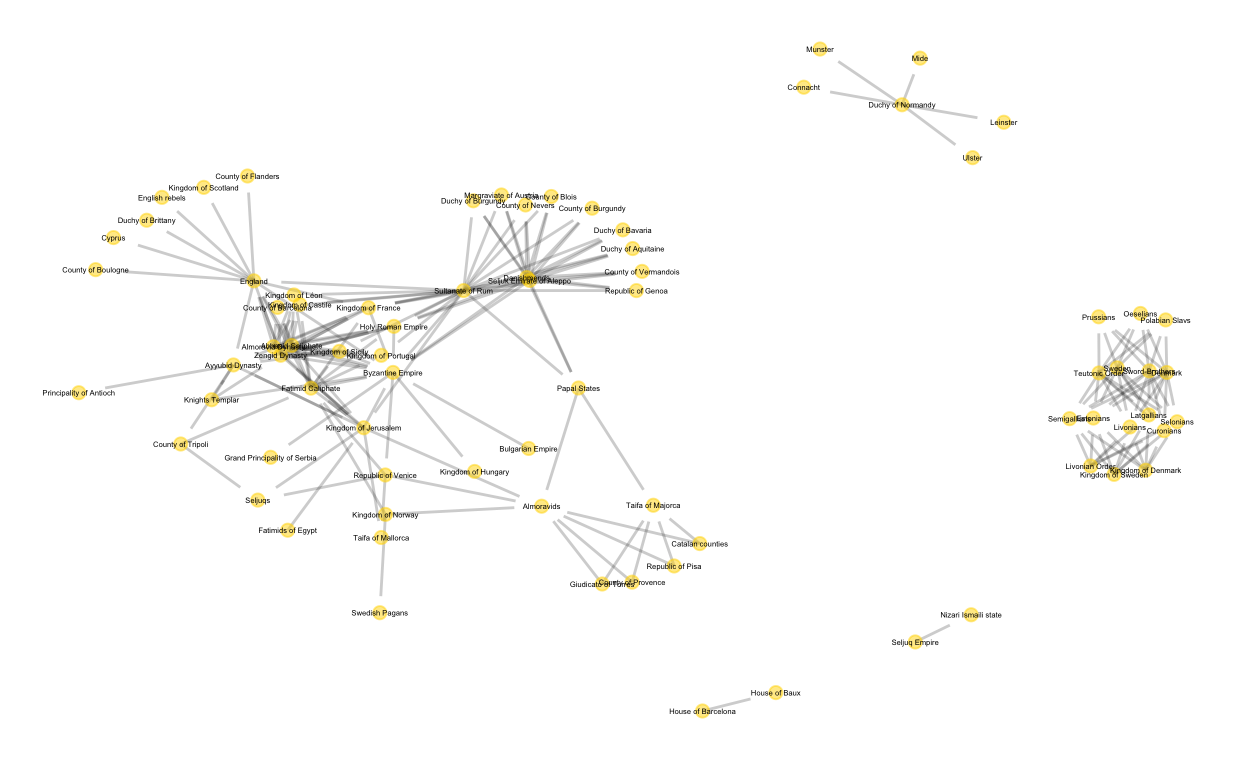 Munster
Mide
Connacht
Duchy of Normandy
Leinster
Ulster
County of Flanders
Kingdom of Scotland
English rebels
Duchy of Brittany
Cyprus
County of Boulogne
England
Margraviate of Austria
County of Blois
Duchy of Burgundy
County of Nevers
County of Burgundy
Duchy of Bavaria
Duchy of Aquitaine
County of Vermandois
Republic of Genoa
Danishmends
Seljuk Emirate of Aleppo
Sultanate of Rum
Kingdom of León
Kingdom of Castile
County of Barcelona
Kingdom of France
Holy Roman Empire
Kingdom of Sicily
Kingdom of Portugal
Zengid Dynasty
Ayyubid Dynasty
Byzantine Empire
Fatimid Caliphate
Principality of Antioch
Knights Templar
Kingdom of Jerusalem
County of Tripoli
Grand Principality of Serbia
Papal States
Bulgarian Empire
Kingdom of Hungary
Republic of Venice
Seljuqs
Kingdom of Norway
Fatimids of Egypt
Taifa of Mallorca
Almoravids
Taifa of Majorca
Catalan counties
Republic of Pisa
County of Provence
Giudicato of Torres
Swedish Pagans
Oeselians
Prussians
Polabian Slavs
Sweden
Sword-Brothers
Teutonic Order
Denmark
Semigallians
Estonians
Latgallians
Selonians
Livonians
Curonians
Livonian Order
Kingdom of Denmark
Kingdom of Sweden
Nizari Ismaili state
Seljuq Empire
House of Baux
House of Barcelona